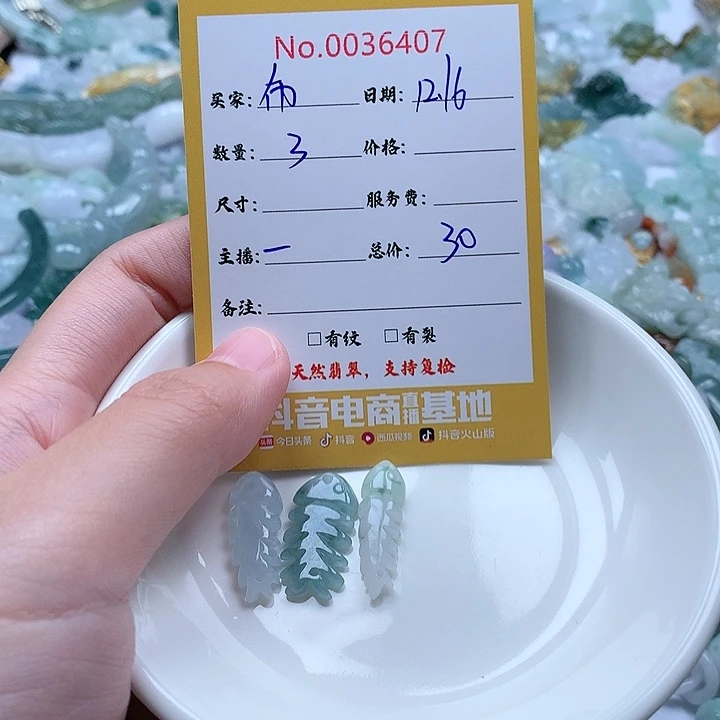 No.0036407
买家: 布 日期: 12.16
数量: 3 价格:
尺寸: 服务费:
主播: 一 总价: 30
备注:
□有纹 □有裂
天然翡翠，支持复检
抖音电商直播基地
头条 今日头条 抖音 西瓜视频 抖音火山版